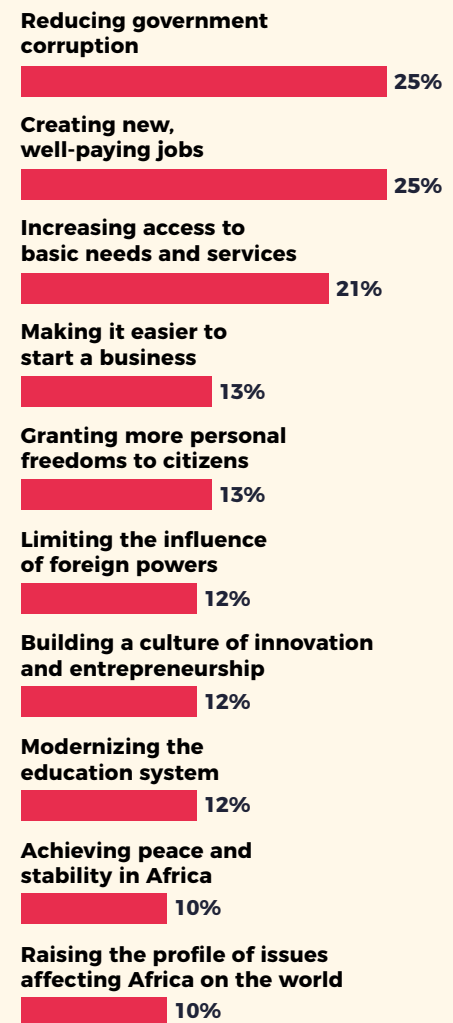 Reducing government
corruption
25%
Creating new,
well-paying jobs
25%
Increasing access to
basic needs and services
21%
Making it easier to
start a business
13%
Granting more personal
freedoms to citizens
13%
Limiting the influence
of foreign powers
12%
Building a culture of innovation
and entrepreneurship
12%
Modernizing the
education system
12%
Achieving peace and
stability in Africa
10%
Raising the profile of issues
affecting Africa on the world
10%